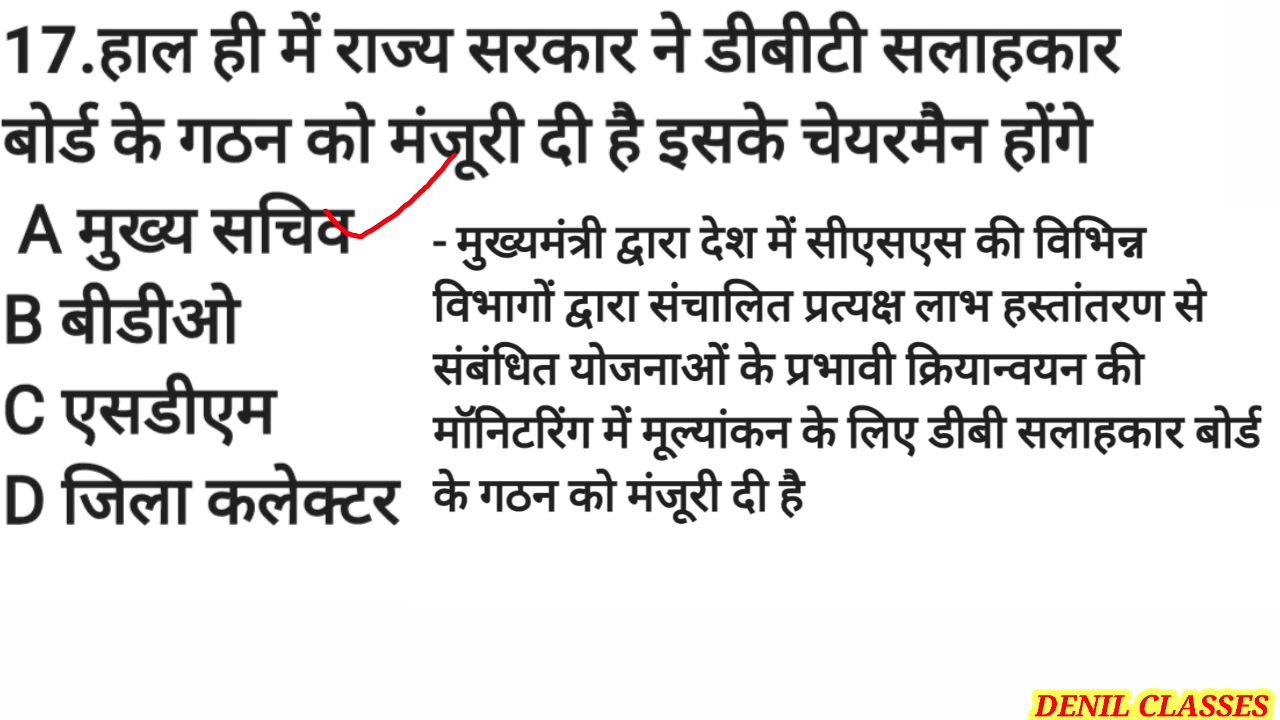 17.हाल ही में राज्य सरकार ने डीबीटी सलाहकार
बोर्ड के गठन को मंजूरी दी है इसके चेयरमैन होंगे
A मुख्य सचिव
B बीडीओ
C एसडीएम
D जिला कलेक्टर
- मुख्यमंत्री द्वारा देश में सीएसएस की विभिन्न
विभागों द्वारा संचालित प्रत्यक्ष लाभ हस्तांतरण से
संबंधित योजनाओं के प्रभावी क्रियान्वयन की
मॉनिटरिंग में मूल्यांकन के लिए डीबी सलाहकार बोर्ड
के गठन को मंजूरी दी है
DENIL CLASSES